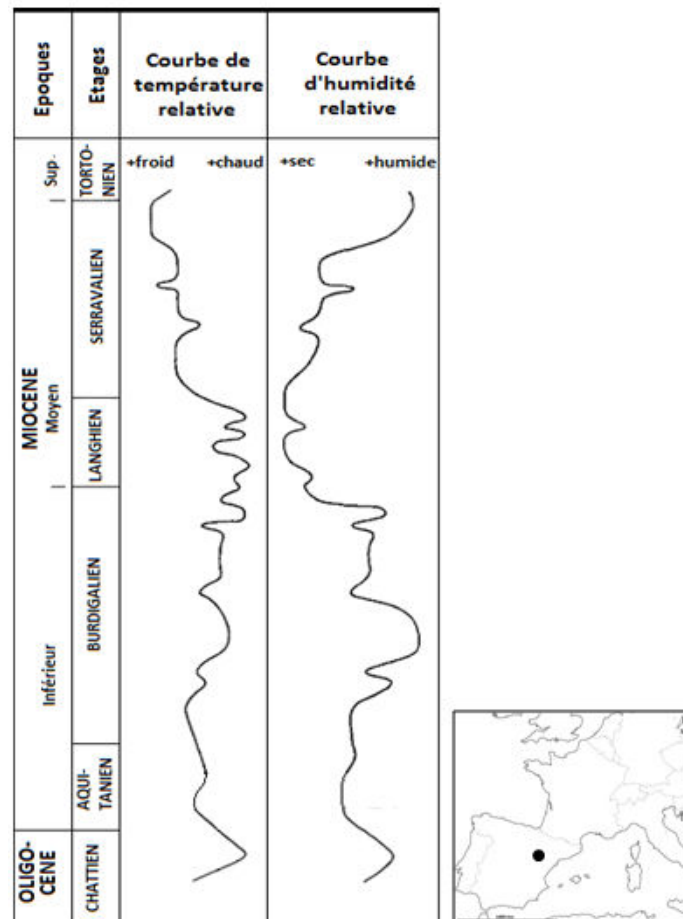 Epoques
Etages
Courbe de
température
relative
Courbe
d'humidité
relative
Sup.
TORTO-
NIEN
+froid
+chaud
+sec
+humide
MIOCENE
Moyen
SERRAVALIEN
LANGHIEN
Inférieur
BURDIGALIEN
AQUI-
TANIEN
OLIGO-
CENE
CHATTIEN